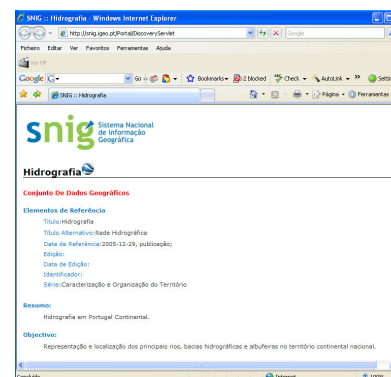 SNIG :: Hidrografia - Windows Internet Explorer
http://snig.igeo.pt/Portal/DiscoveryServlet
Google
Ficheiro Editar Ver Favoritos Ferramentas Ajuda
Google G Go Bookmarks 2 blocked Check AutoLink
SNIG :: Hidrografia Página Ferramentas
snig Sistema Nacional de Informação Geográfica
Hidrografia
Conjunto De Dados Geográficos
Elementos de Referência
Título:Hidrografia
Título Alternativo:Rede Hidrográfica
Data de Referência:2005-12-29, publicação;
Edição:
Data de Edição:
Identificador:
Série:Caracterização e Organização do Território
Resumo:
Hidrografia em Portugal Continental.
Objectivo:
Representação e localização dos principais rios, bacias hidrográficas e albufeiras no território continental nacional.